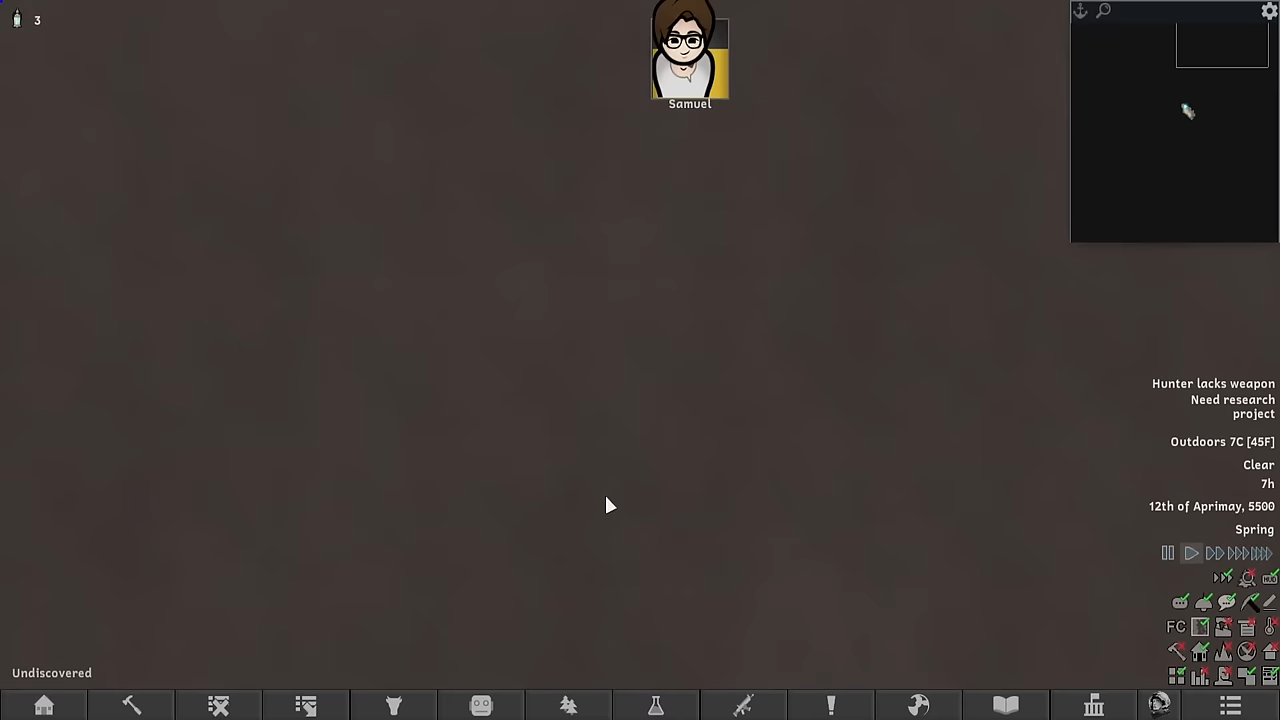 3
Samuel
Hunter lacks weapon
Need research
project
Outdoors 7C [45F]
Clear
7h
12th of Aprimay, 5500
Spring
FC
Undiscovered